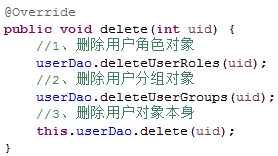 @Override
public void delete(int uid) {
//1、删除用户角色对象
userDao.deleteUserRoles(uid);
//2、删除用户分组对象
userDao.deleteUserGroups(uid);
//3、删除用户对象本身
this.userDao.delete(uid);
}